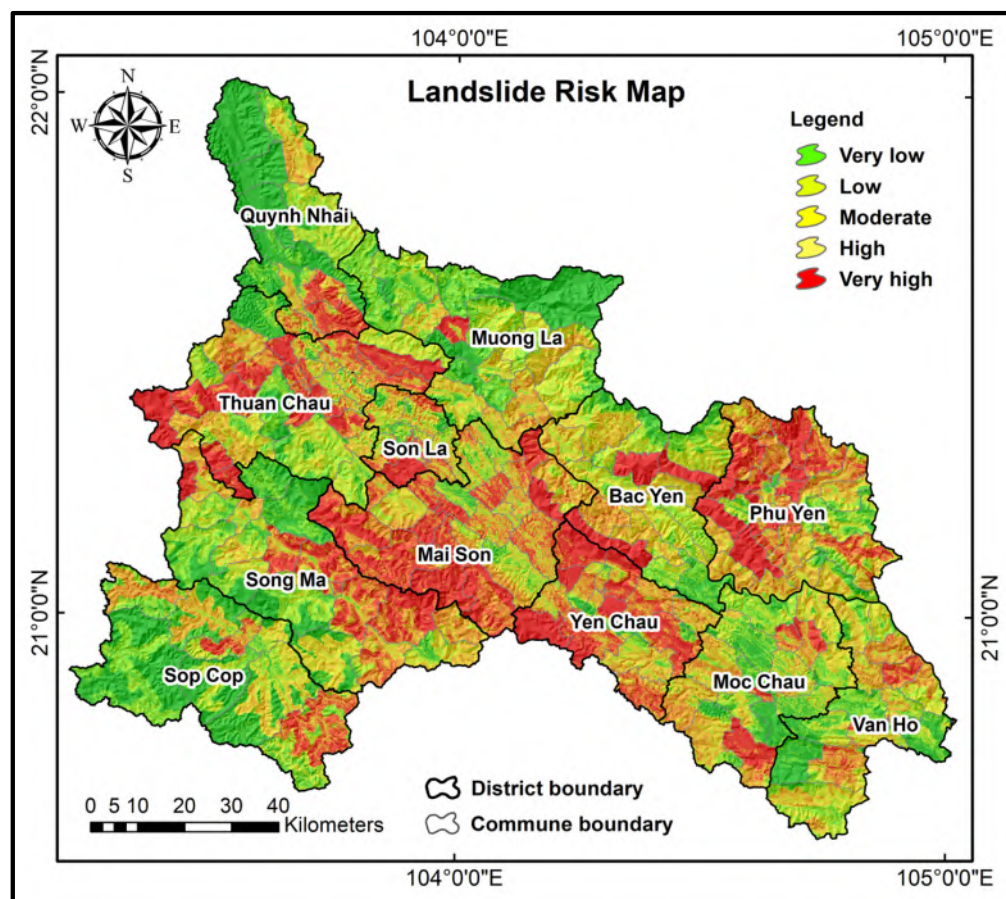 104°0'0"E 105°0'0"E
22°0'0"N
N
W E
S
Landslide Risk Map
Legend
Very low
Low
Moderate
High
Very high
Quynh Nhai
Muong La
Thuan Chau
Son La
Bac Yen
Phu Yen
Mai Son
Song Ma
21°0'0"N
Yen Chau
21°0'0"N
Sop Cop
Moc Chau
Van Ho
District boundary
0 5 10 20 30 40
Kilometers
Commune boundary
104°0'0"E 105°0'0"E